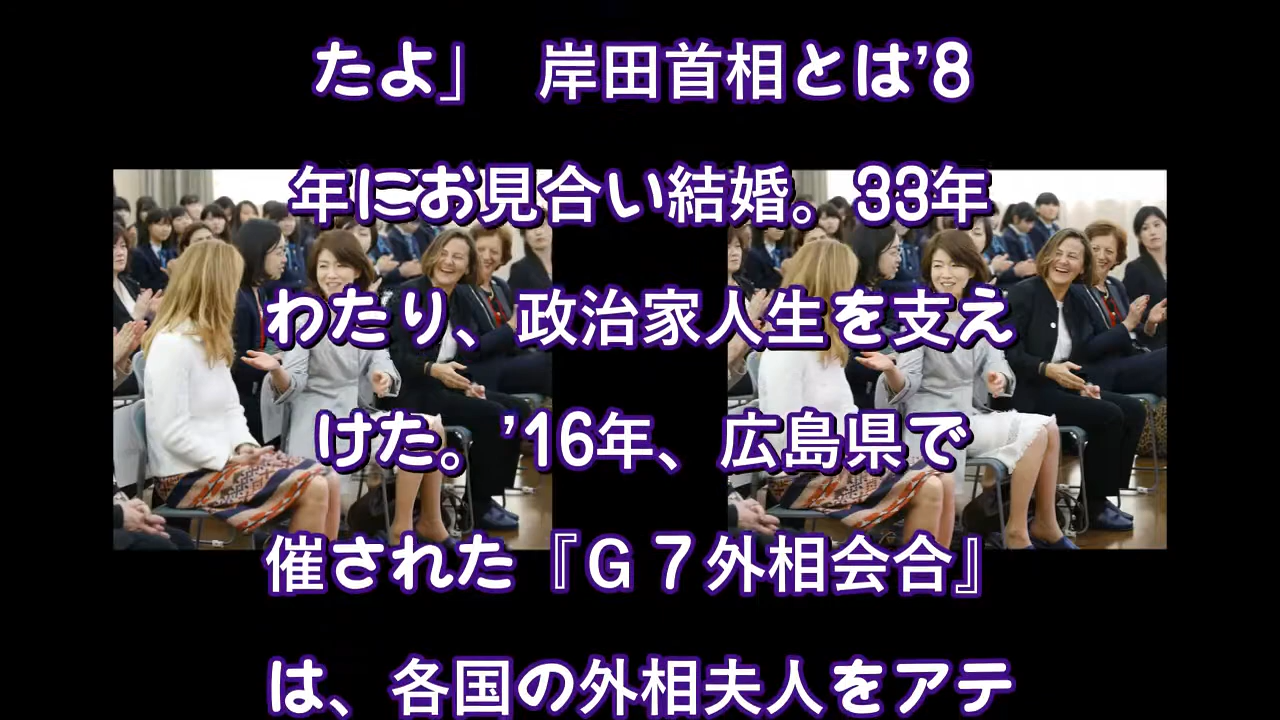 たよ」　岸田首相とは’8
年にお見合い結婚。33年
わたり、政治家人生を支え
けた。’16年、広島県で
催された『Ｇ７外相会合』
は、各国の外相夫人をアテ